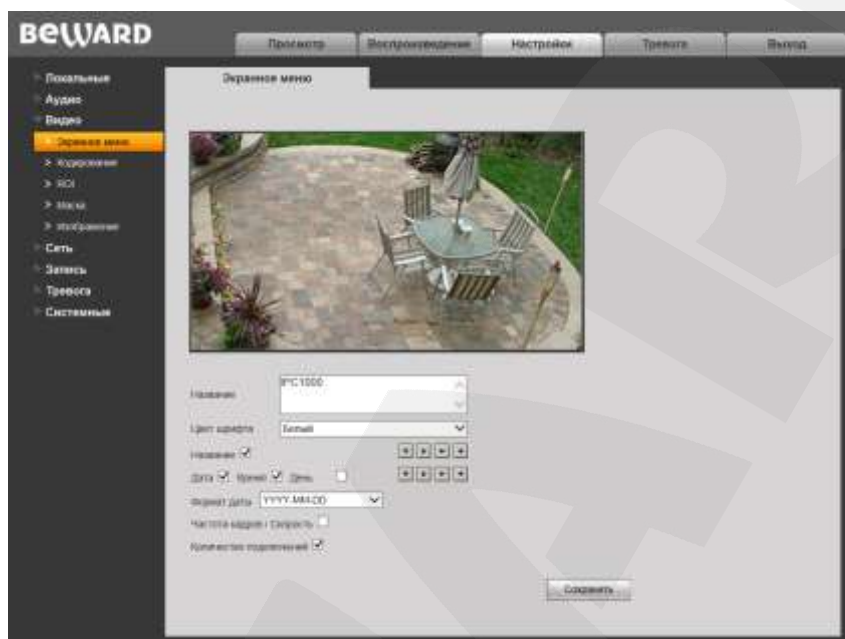 BEWARD
Просмотр
Воспроизведение
Настройки
Тревога
Выход
Локальные
Аудио
Видео
Экранное меню
Кодирование
ROI
Маска
Изображение
Сеть
Запись
Тревога
Системные
Экранное меню
Название
IPC1000
Цвет шрифта
Белый
Название
Дата Время День
Формат даты YYYY-MM-DD
Частота кадров / Скорость
Количество подключений
Сохранить